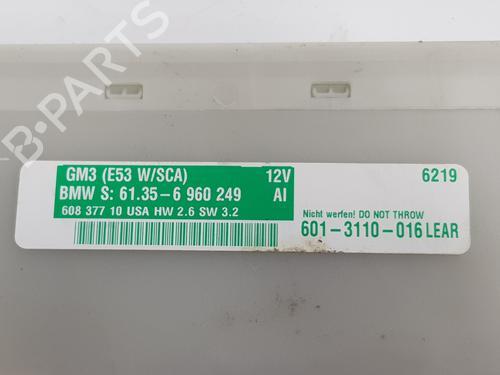 B-PARTS
GM3 (E53 W/SCA) 12V
BMW S: 61.35-6 960 249 AI
608 377 10 USA HW 2.6 SW 3.2
6219
Nicht werfen! DO NOT THROW
601-3110-016 LEAR